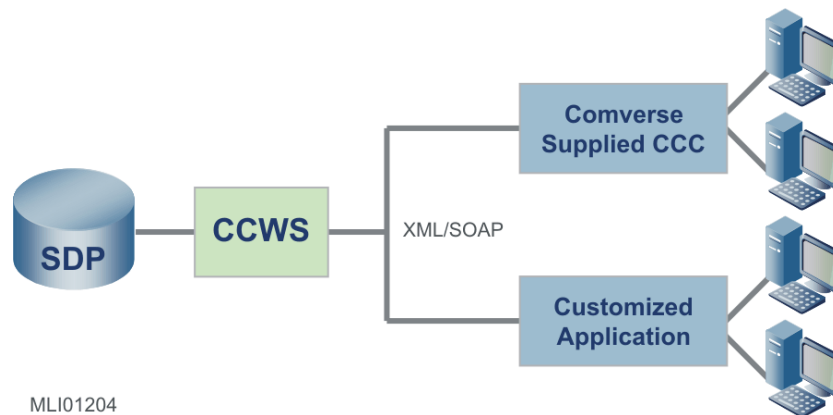 SDP
CCWS
XML/SOAP
Comverse
Supplied CCC
Customized
Application
MLI01204